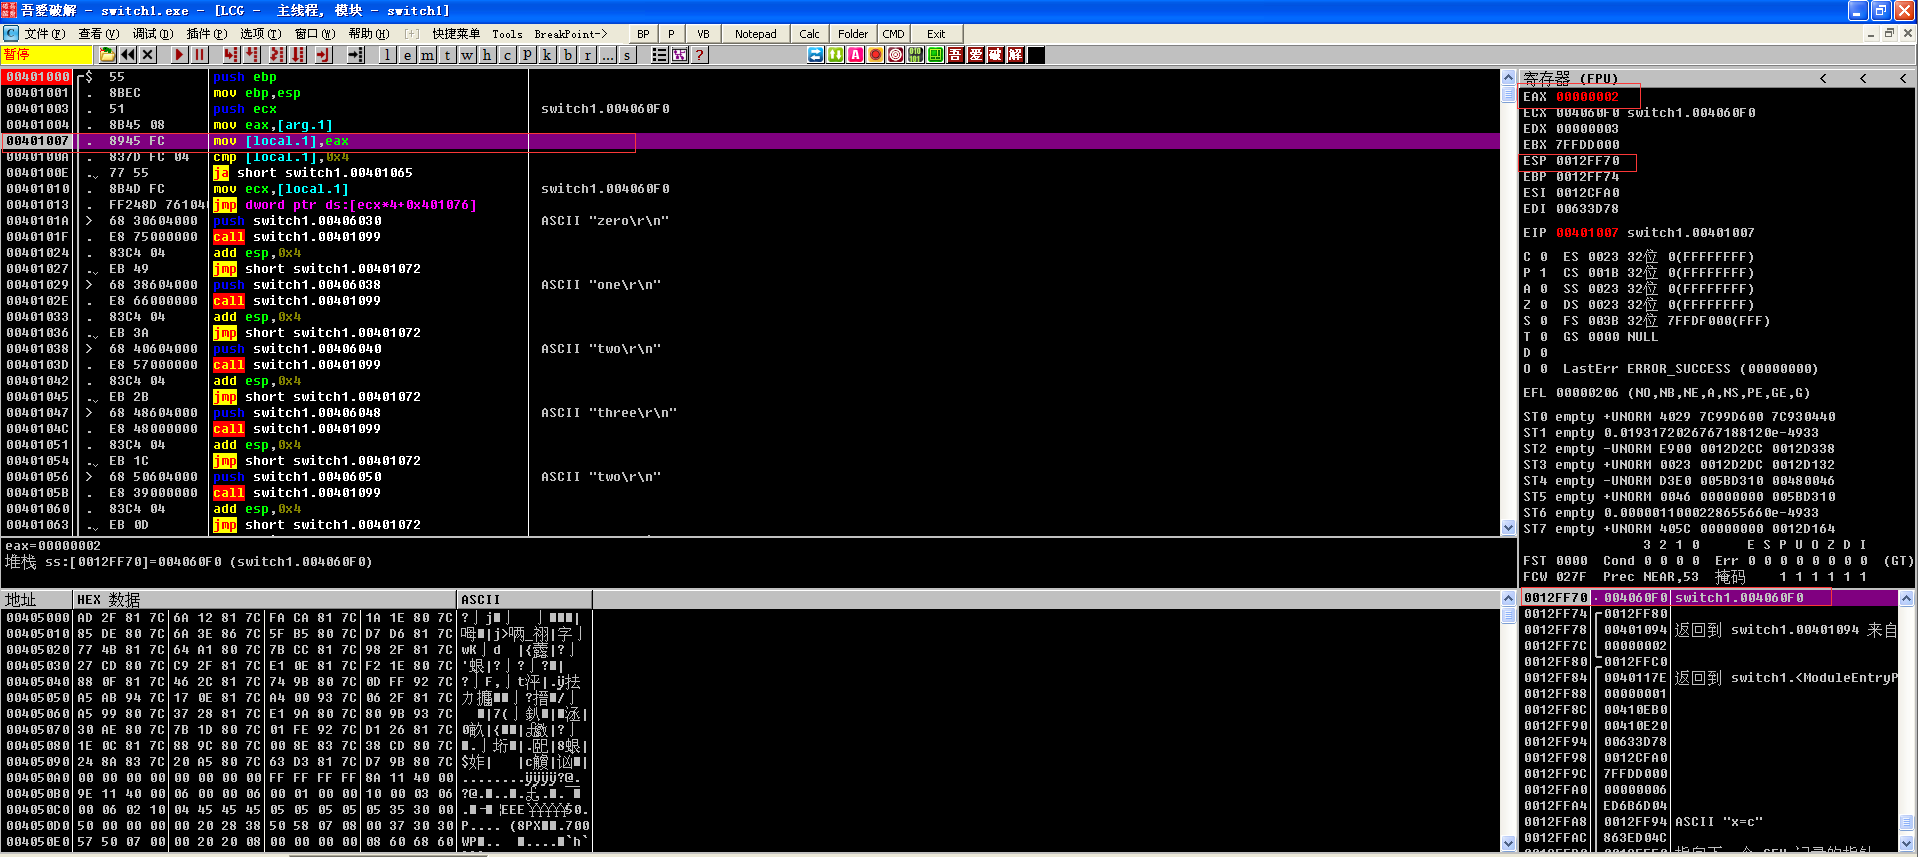 吾爱破解 - switch1.exe - [LCG -  主线程, 模块 - switch1]
文件(F) 查看(V) 调试(D) 插件(P) 选项(T) 窗口(W) 帮助(H) [+] 快捷菜单 Tools BreakPoint-> BP P VB Notepad Calc Folder CMD Exit
暂停 l e m t w h c p k b r ... s ?
吾 爱 破 解
00401000 $ 55 push ebp
00401001 . 8BEC mov ebp,esp
00401003 . 51 push ecx switch1.004060F0
00401004 . 8B45 08 mov eax,[arg.1]
00401007 . 8945 FC mov [local.1],eax
0040100A . 837D FC 04 cmp [local.1],0x4
0040100E . 77 55 ja short switch1.00401065
00401010 . 8B4D FC mov ecx,[local.1] switch1.004060F0
00401013 . FF248D 76104 jmp dword ptr ds:[ecx*4+0x401076]
0040101A > 68 30604000 push switch1.00406030 ASCII "zero\r\n"
0040101F . E8 75000000 call switch1.00401099
00401024 . 83C4 04 add esp,0x4
00401027 . EB 49 jmp short switch1.00401072
00401029 > 68 38604000 push switch1.00406038 ASCII "one\r\n"
0040102E . E8 66000000 call switch1.00401099
00401033 . 83C4 04 add esp,0x4
00401036 . EB 3A jmp short switch1.00401072
00401038 > 68 40604000 push switch1.00406040 ASCII "two\r\n"
0040103D . E8 57000000 call switch1.00401099
00401042 . 83C4 04 add esp,0x4
00401045 . EB 2B jmp short switch1.00401072
00401047 > 68 48604000 push switch1.00406048 ASCII "three\r\n"
0040104C . E8 48000000 call switch1.00401099
00401051 . 83C4 04 add esp,0x4
00401054 . EB 1C jmp short switch1.00401072
00401056 > 68 50604000 push switch1.00406050 ASCII "two\r\n"
0040105B . E8 39000000 call switch1.00401099
00401060 . 83C4 04 add esp,0x4
00401063 . EB 0D jmp short switch1.00401072
eax=00000002
堆栈 ss:[0012FF70]=004060F0 (switch1.004060F0)
寄存器 (FPU) < < <
EAX 00000002
ECX 004060F0 switch1.004060F0
EDX 00000003
EBX 7FFDD000
ESP 0012FF70
EBP 0012FF74
ESI 0012CFA0
EDI 00633D78
EIP 00401007 switch1.00401007
C 0 ES 0023 32位 0(FFFFFFFF)
P 1 CS 001B 32位 0(FFFFFFFF)
A 0 SS 0023 32位 0(FFFFFFFF)
Z 0 DS 0023 32位 0(FFFFFFFF)
S 0 FS 003B 32位 7FFDF000(FFF)
T 0 GS 0000 NULL
D 0
O 0 LastErr ERROR_SUCCESS (00000000)
EFL 00000206 (NO,NB,NE,A,NS,PE,GE,G)
ST0 empty +UNORM 4029 7C99D600 7C930440
ST1 empty 0.0193172026767188120e-4933
ST2 empty -UNORM E900 0012D2CC 0012D338
ST3 empty +UNORM 0023 0012D2DC 0012D132
ST4 empty -UNORM D3E0 005BD310 00480046
ST5 empty +UNORM 0046 00000000 005BD310
ST6 empty 0.0000011000228655660e-4933
ST7 empty +UNORM 405C 00000000 0012D164
3 2 1 0 E S P U O Z D I
FST 0000 Cond 0 0 0 0 Err 0 0 0 0 0 0 0 0 (GT)
FCW 027F Prec NEAR,53 掩码 1 1 1 1 1 1
地址 HEX 数据 ASCII
00405000 AD 2F 81 7C 6A 12 81 7C FA CA 81 7C 1A 1E 80 7C
00405010 85 DE 80 7C 6A 3E 86 7C 5F B5 80 7C D7 D6 81 7C
00405020 77 4B 81 7C 64 A1 80 7C 7B CC 81 7C 98 2F 81 7C
00405030 27 CD 80 7C C9 2F 81 7C E1 0E 81 7C F2 1E 80 7C
00405040 88 0F 81 7C 46 2C 81 7C 74 9B 80 7C 0D FF 92 7C
00405050 A5 AB 94 7C 17 0E 81 7C A4 00 93 7C 06 2F 81 7C
00405060 A5 99 80 7C 37 28 81 7C E1 9A 80 7C 80 9B 93 7C
00405070 30 AE 80 7C 7B 1D 80 7C 01 FE 92 7C D1 26 81 7C
00405080 1E 0C 81 7C 88 9C 80 7C 00 8E 83 7C 38 CD 80 7C
00405090 24 8A 83 7C 20 A5 80 7C 63 D3 81 7C D7 9B 80 7C
004050A0 00 00 00 00 00 00 00 00 FF FF FF FF 8A 11 40 00
004050B0 9E 11 40 00 06 00 00 06 00 01 00 00 10 00 03 06
004050C0 00 06 02 10 04 45 45 45 05 05 05 05 05 35 30 00
004050D0 50 00 00 00 00 20 28 38 50 58 07 08 00 37 30 30
004050E0 57 50 07 00 00 20 20 08 00 00 00 00 08 60 68 60
0012FF70 004060F0 switch1.004060F0
0012FF74 0012FF80
0012FF78 00401094 返回到 switch1.00401094 来自
0012FF7C 00000002
0012FF80 0012FFC0
0012FF84 0040117E 返回到 switch1.<ModuleEntryP
0012FF88 00000001
0012FF8C 00410EB0
0012FF90 00410E20
0012FF94 00633D78
0012FF98 0012CFA0
0012FF9C 7FFDD000
0012FFA0 00000006
0012FFA4 ED6B6D04
0012FFA8 0012FF94 ASCII "x=c"
0012FFAC 863ED04C